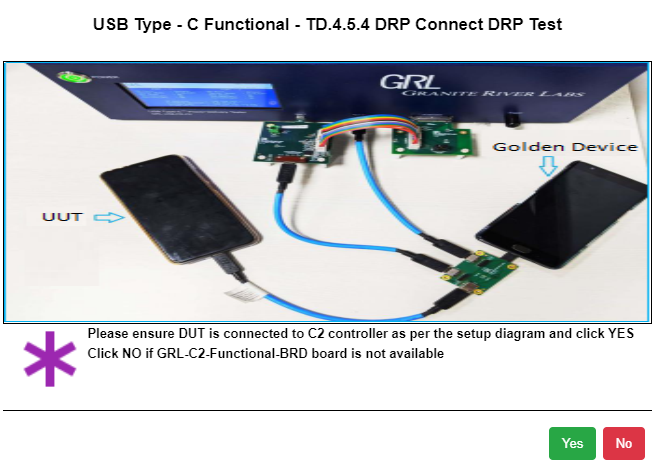 USB Type - C Functional - TD.4.5.4 DRP Connect DRP Test
GRL
GRANITE RIVER LABS
Golden Device
UUT
Please ensure DUT is connected to C2 controller as per the setup diagram and click YES
Click NO if GRL-C2-Functional-BRD board is not available
Yes
No